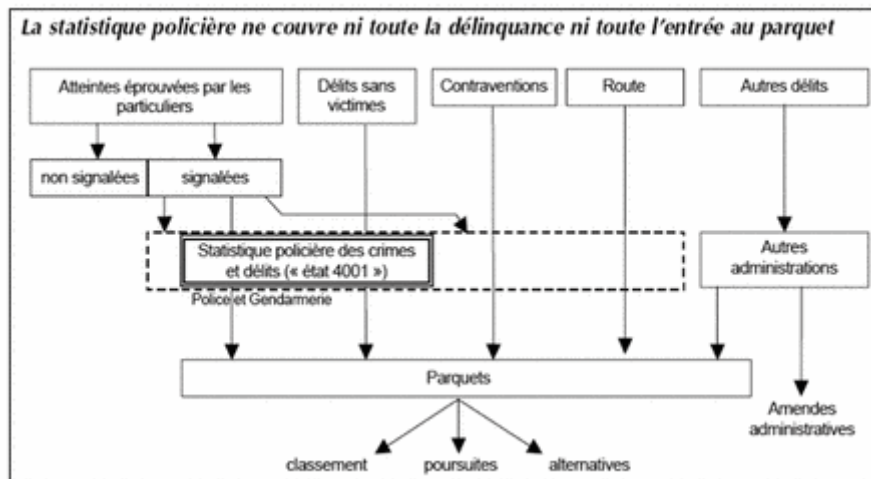 La statistique policière ne couvre ni toute la délinquance ni toute l'entrée au parquet
Atteintes éprouvées par les
particuliers
Délits sans
victimes
Contraventions
Route
Autres délits
non signalées
signalées
Statistique policière des crimes
et délits (« état 4001 »)
Autres
administrations
Police et Gendarmerie
Parquets
Amendes
administratives
classement
poursuites
alternatives